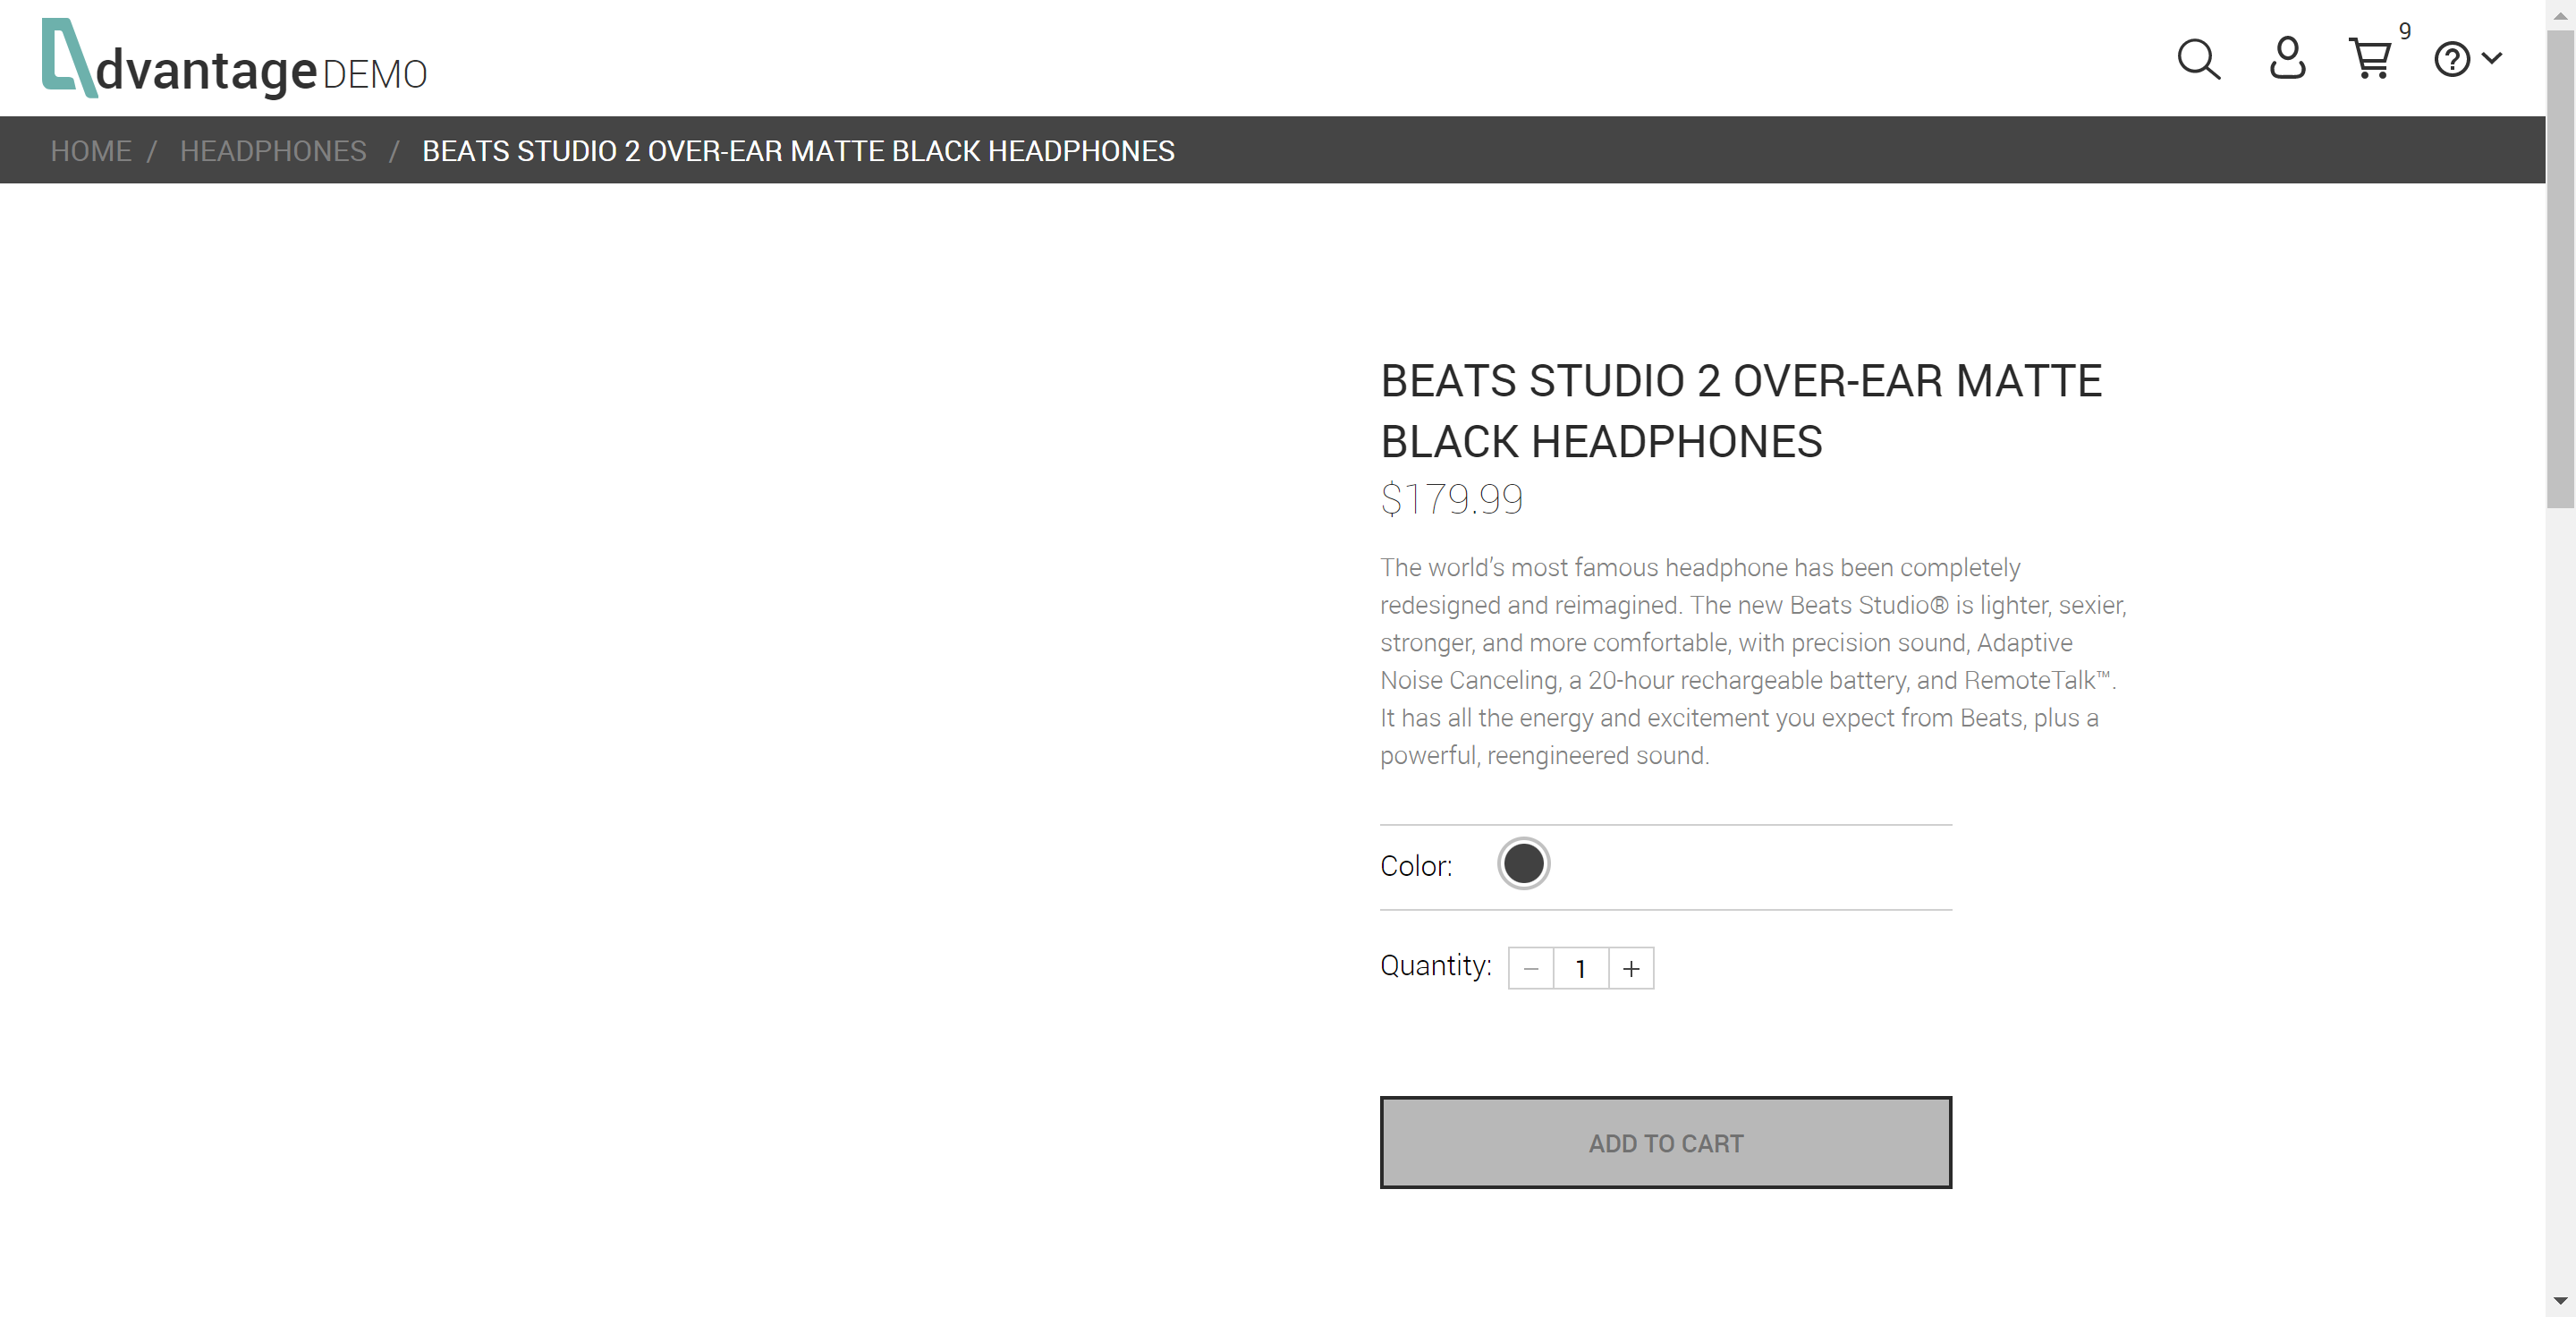 dvantage DEMO
9
HOME / HEADPHONES / BEATS STUDIO 2 OVER-EAR MATTE BLACK HEADPHONES
BEATS STUDIO 2 OVER-EAR MATTE
BLACK HEADPHONES
$179.99
The world’s most famous headphone has been completely
redesigned and reimagined. The new Beats Studio® is lighter, sexier,
stronger, and more comfortable, with precision sound, Adaptive
Noise Canceling, a 20-hour rechargeable battery, and RemoteTalk™.
It has all the energy and excitement you expect from Beats, plus a
powerful, reengineered sound.
Color:
Quantity: − 1 +
ADD TO CART